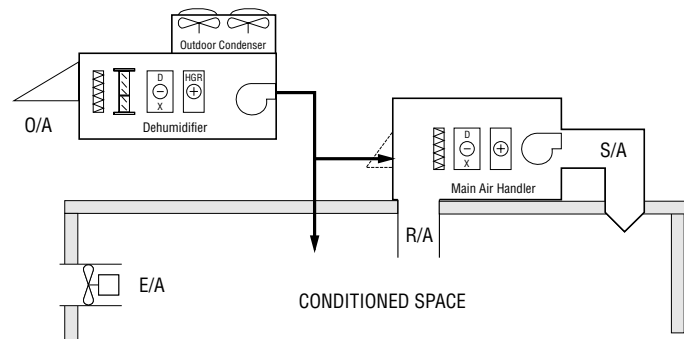 Outdoor Condenser
D
X
HGR
Dehumidifier
O/A
D
X
Main Air Handler
S/A
R/A
E/A
CONDITIONED SPACE